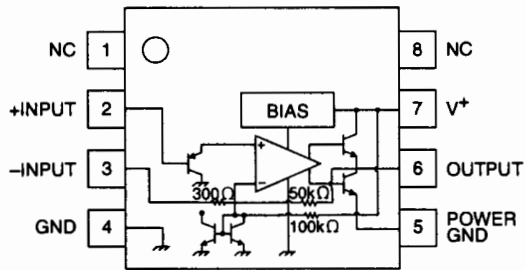 NC 1
8 NC
+INPUT 2
BIAS
7 V+
–INPUT 3
+
–
6 OUTPUT
300Ω
50kΩ
100kΩ
GND 4
5 POWER
GND